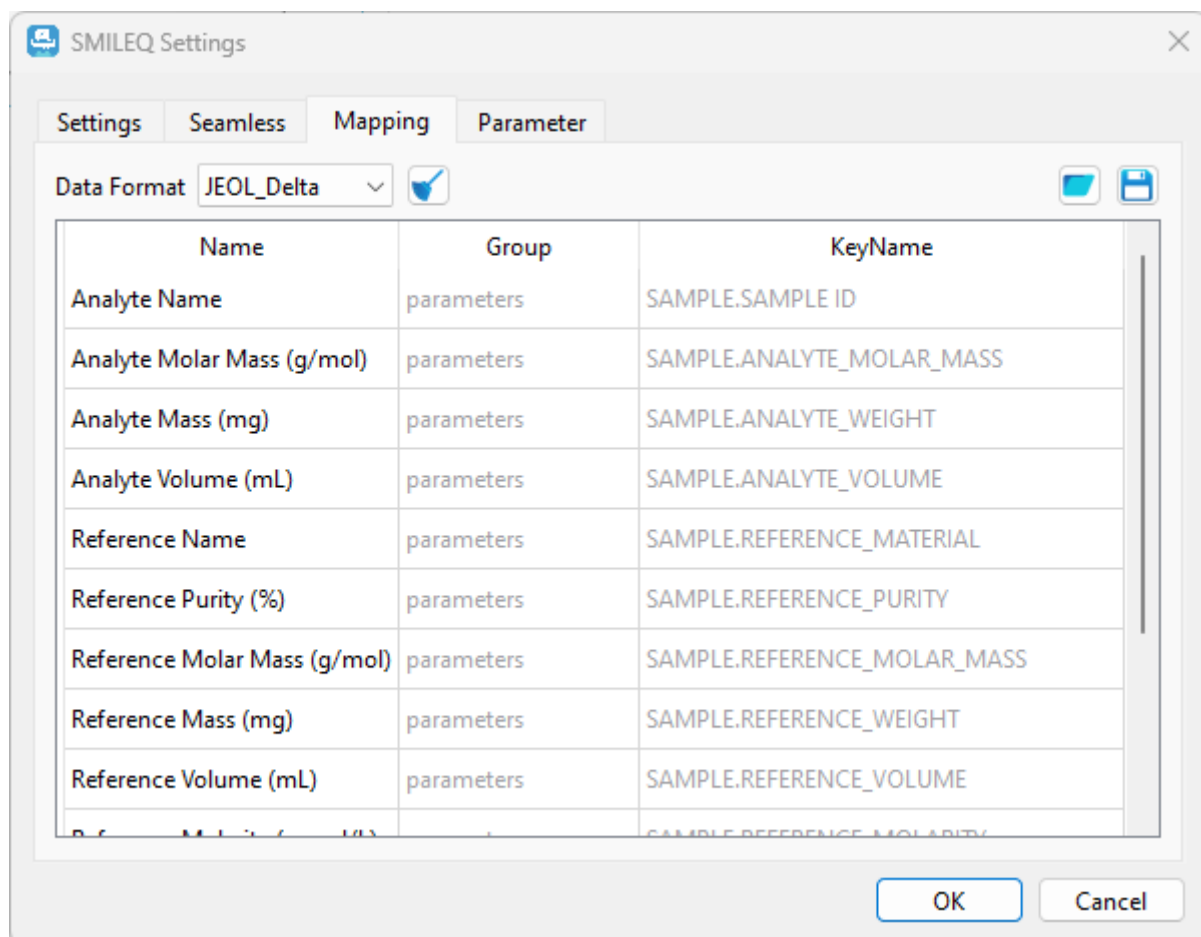 SMILEQ Settings
Settings Seamless Mapping Parameter
Data Format JEOL_Delta
Name Group KeyName
Analyte Name parameters SAMPLE.SAMPLE ID
Analyte Molar Mass (g/mol) parameters SAMPLE.ANALYTE_MOLAR_MASS
Analyte Mass (mg) parameters SAMPLE.ANALYTE_WEIGHT
Analyte Volume (mL) parameters SAMPLE.ANALYTE_VOLUME
Reference Name parameters SAMPLE.REFERENCE_MATERIAL
Reference Purity (%) parameters SAMPLE.REFERENCE_PURITY
Reference Molar Mass (g/mol) parameters SAMPLE.REFERENCE_MOLAR_MASS
Reference Mass (mg) parameters SAMPLE.REFERENCE_WEIGHT
Reference Volume (mL) parameters SAMPLE.REFERENCE_VOLUME
SAMPLE.REFERENCE_MOLARITY
OK Cancel